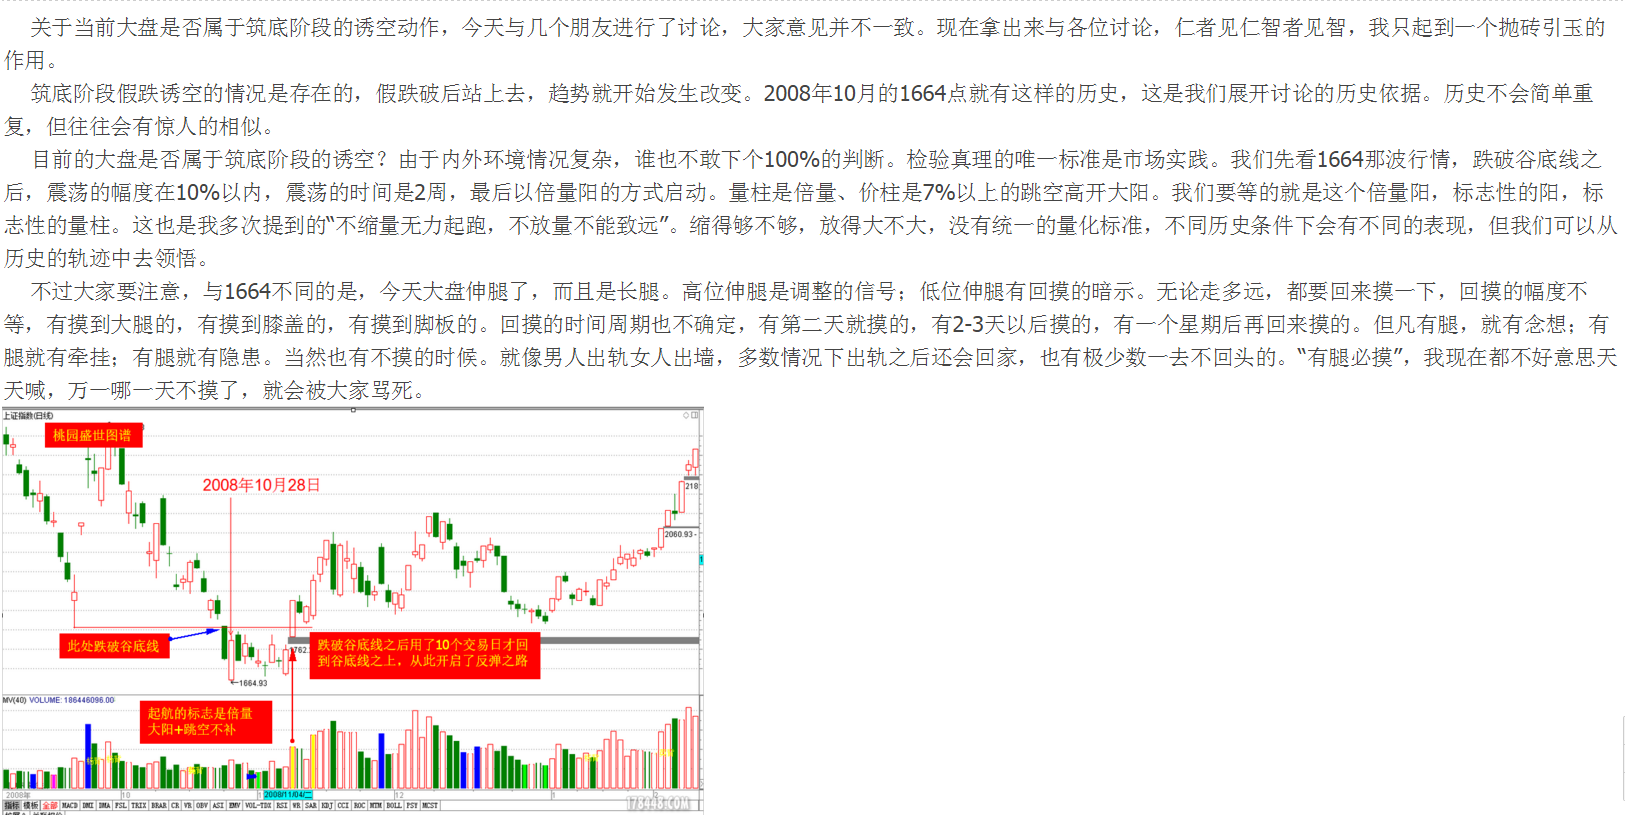 关于当前大盘是否属于筑底阶段的诱空动作，今天与几个朋友进行了讨论，大家意见并不一致。现在拿出来与各位讨论，仁者见仁智者见智，我只起到一个抛砖引玉的
作用。
筑底阶段假跌诱空的情况是存在的，假跌破后站上去，趋势就开始发生改变。2008年10月的1664点就有这样的历史，这是我们展开讨论的历史依据。历史不会简单重
复，但往往会有惊人的相似。
目前的大盘是否属于筑底阶段的诱空？由于内外环境情况复杂，谁也不敢下个100%的判断。检验真理的唯一标准是市场实践。我们先看1664那波行情，跌破谷底线之
后，震荡的幅度在10%以内，震荡的时间是2周，最后以倍量阳的方式启动。量柱是倍量、价柱是7%以上的跳空高开大阳。我们要等的就是这个倍量阳，标志性的阳，标
志性的量柱。这也是我多次提到的“不缩量无力起跑，不放量不能致远”。缩得够不够，放得大不大，没有统一的量化标准，不同历史条件下会有不同的表现，但我们可以从
历史的轨迹中去领悟。
不过大家要注意，与1664不同的是，今天大盘伸腿了，而且是长腿。高位伸腿是调整的信号；低位伸腿有回摸的暗示。无论走多远，都要回来摸一下，回摸的幅度不
等，有摸到大腿的，有摸到膝盖的，有摸到脚板的。回摸的时间周期也不确定，有第二天就摸的，有2-3天以后摸的，有一个星期后再回来摸的。但凡有腿，就有念想；有
腿就有牵挂；有腿就有隐患。当然也有不摸的时候。就像男人出轨女人出墙，多数情况下出轨之后还会回家，也有极少数一去不回头的。“有腿必摸”，我现在都不好意思天
天喊，万一哪一天不摸了，就会被大家骂死。
上证指数(日线)
桃园盛世图谱
2008年10月28日
218
2060.93
此处跌破谷底线
1762.
跌破谷底线之后用了10个交易日才回
到谷底线之上，从此开启了反弹之路
1664.93
MV(40) VOLUME: 186446096.00
起航的标志是倍量
大阳+跳空不补
2008年 10 2008/11/04/二 12 1 2
指标 模板 全部 MACD DMI DMA FSL TRIX BRAR CR VR OBV ASI EMV VOL-TDX RSI WR SAR KDJ CCI ROC MTM BOLL PSY MCST
178448.COM